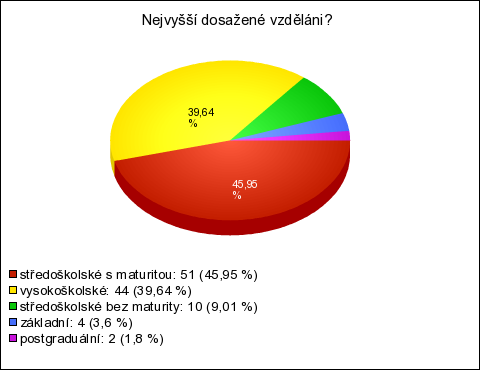 Nejvyšší dosažené vzděláni?
39,64
%
45,95
%
středoškolské s maturitou: 51 (45,95 %)
vysokoškolské: 44 (39,64 %)
středoškolské bez maturity: 10 (9,01 %)
základní: 4 (3,6 %)
postgraduální: 2 (1,8 %)